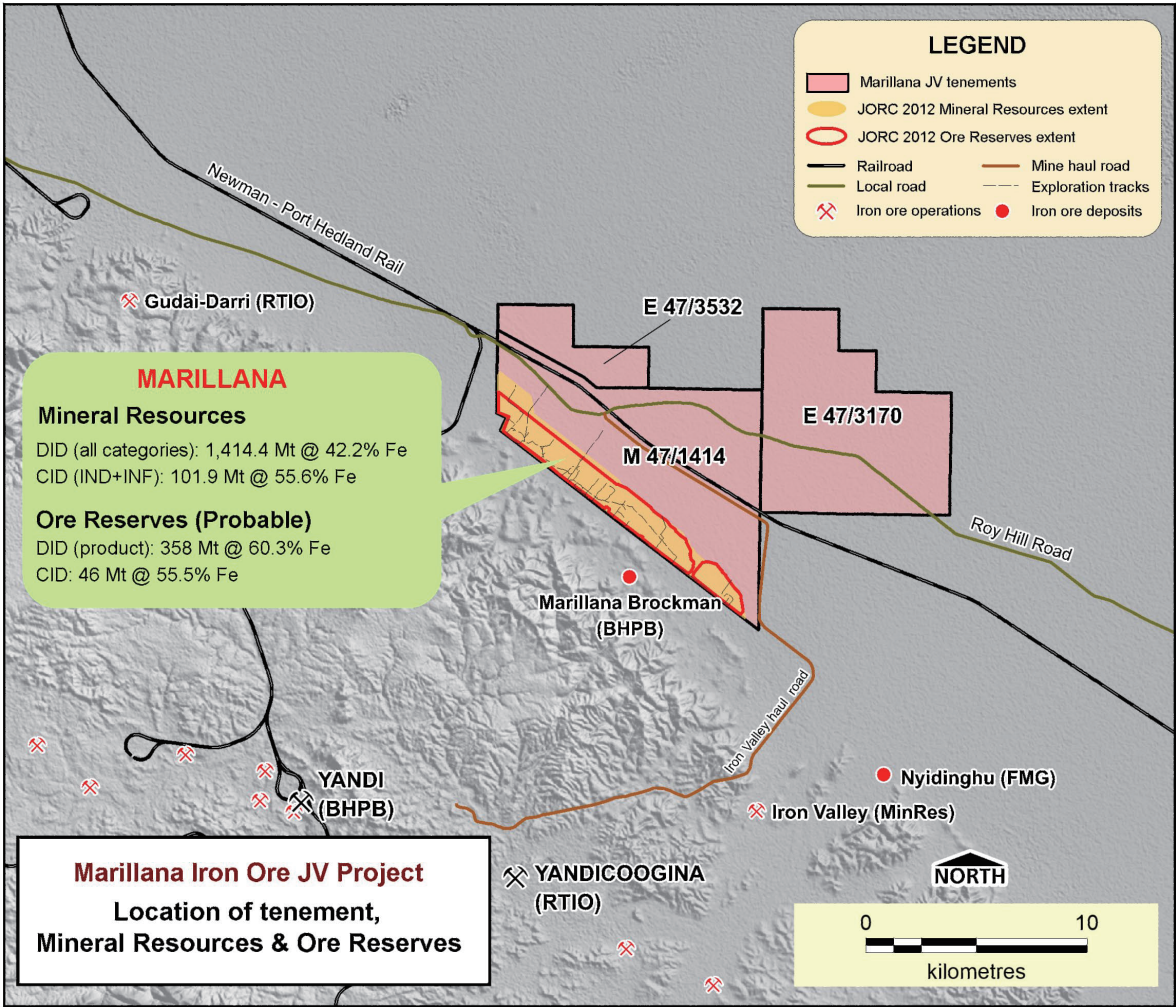 LEGEND
Marillana JV tenements
JORC 2012 Mineral Resources extent
JORC 2012 Ore Reserves extent
Railroad
Mine haul road
Local road
Exploration tracks
Iron ore operations
Iron ore deposits
Newman - Port Hedland Rail
Gudai-Darri (RTIO)
E 47/3532
E 47/3170
M 47/1414
Roy Hill Road
MARILLANA
Mineral Resources
DID (all categories): 1,414.4 Mt @ 42.2% Fe
CID (IND+INF): 101.9 Mt @ 55.6% Fe
Ore Reserves (Probable)
DID (product): 358 Mt @ 60.3% Fe
CID: 46 Mt @ 55.5% Fe
Marillana Brockman
(BHPB)
Iron Valley haul road
YANDI
(BHPB)
Nyidinghu (FMG)
Iron Valley (MinRes)
YANDICOOGINA
(RTIO)
NORTH
Marillana Iron Ore JV Project
Location of tenement,
Mineral Resources & Ore Reserves
0 10
kilometres